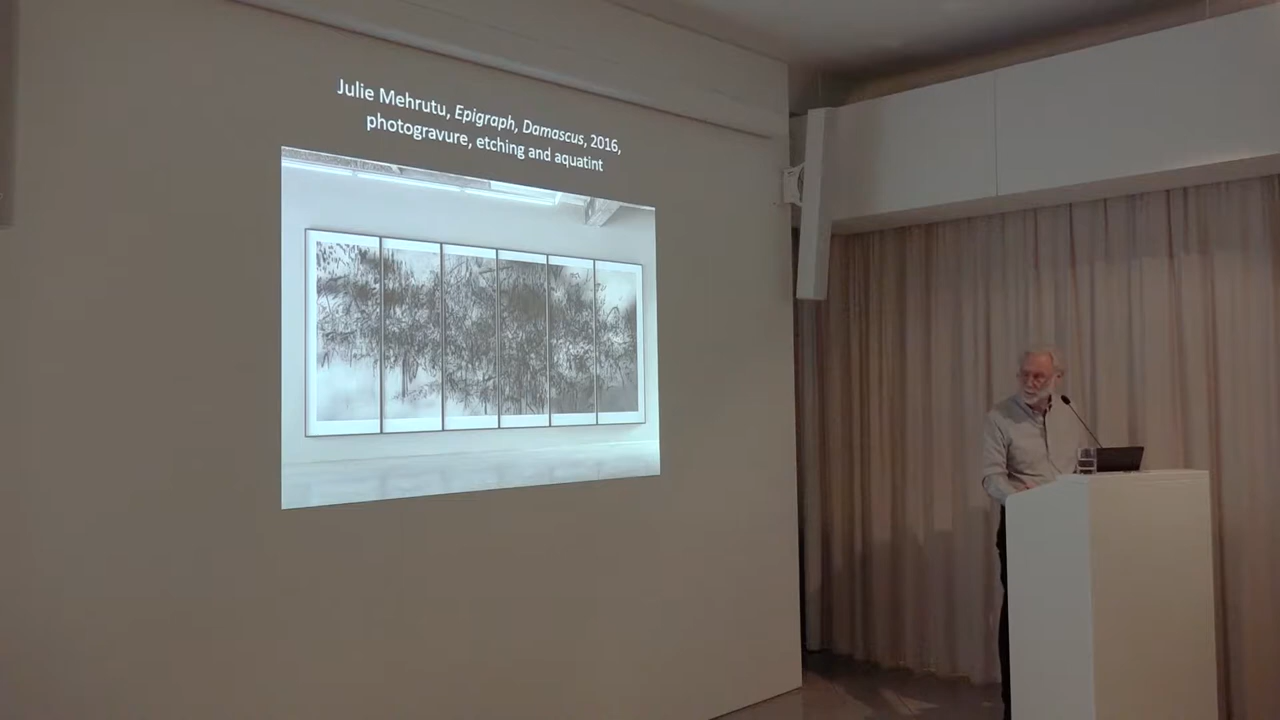 Julie Mehrutu, Epigraph, Damascus, 2016,
photogravure, etching and aquatint